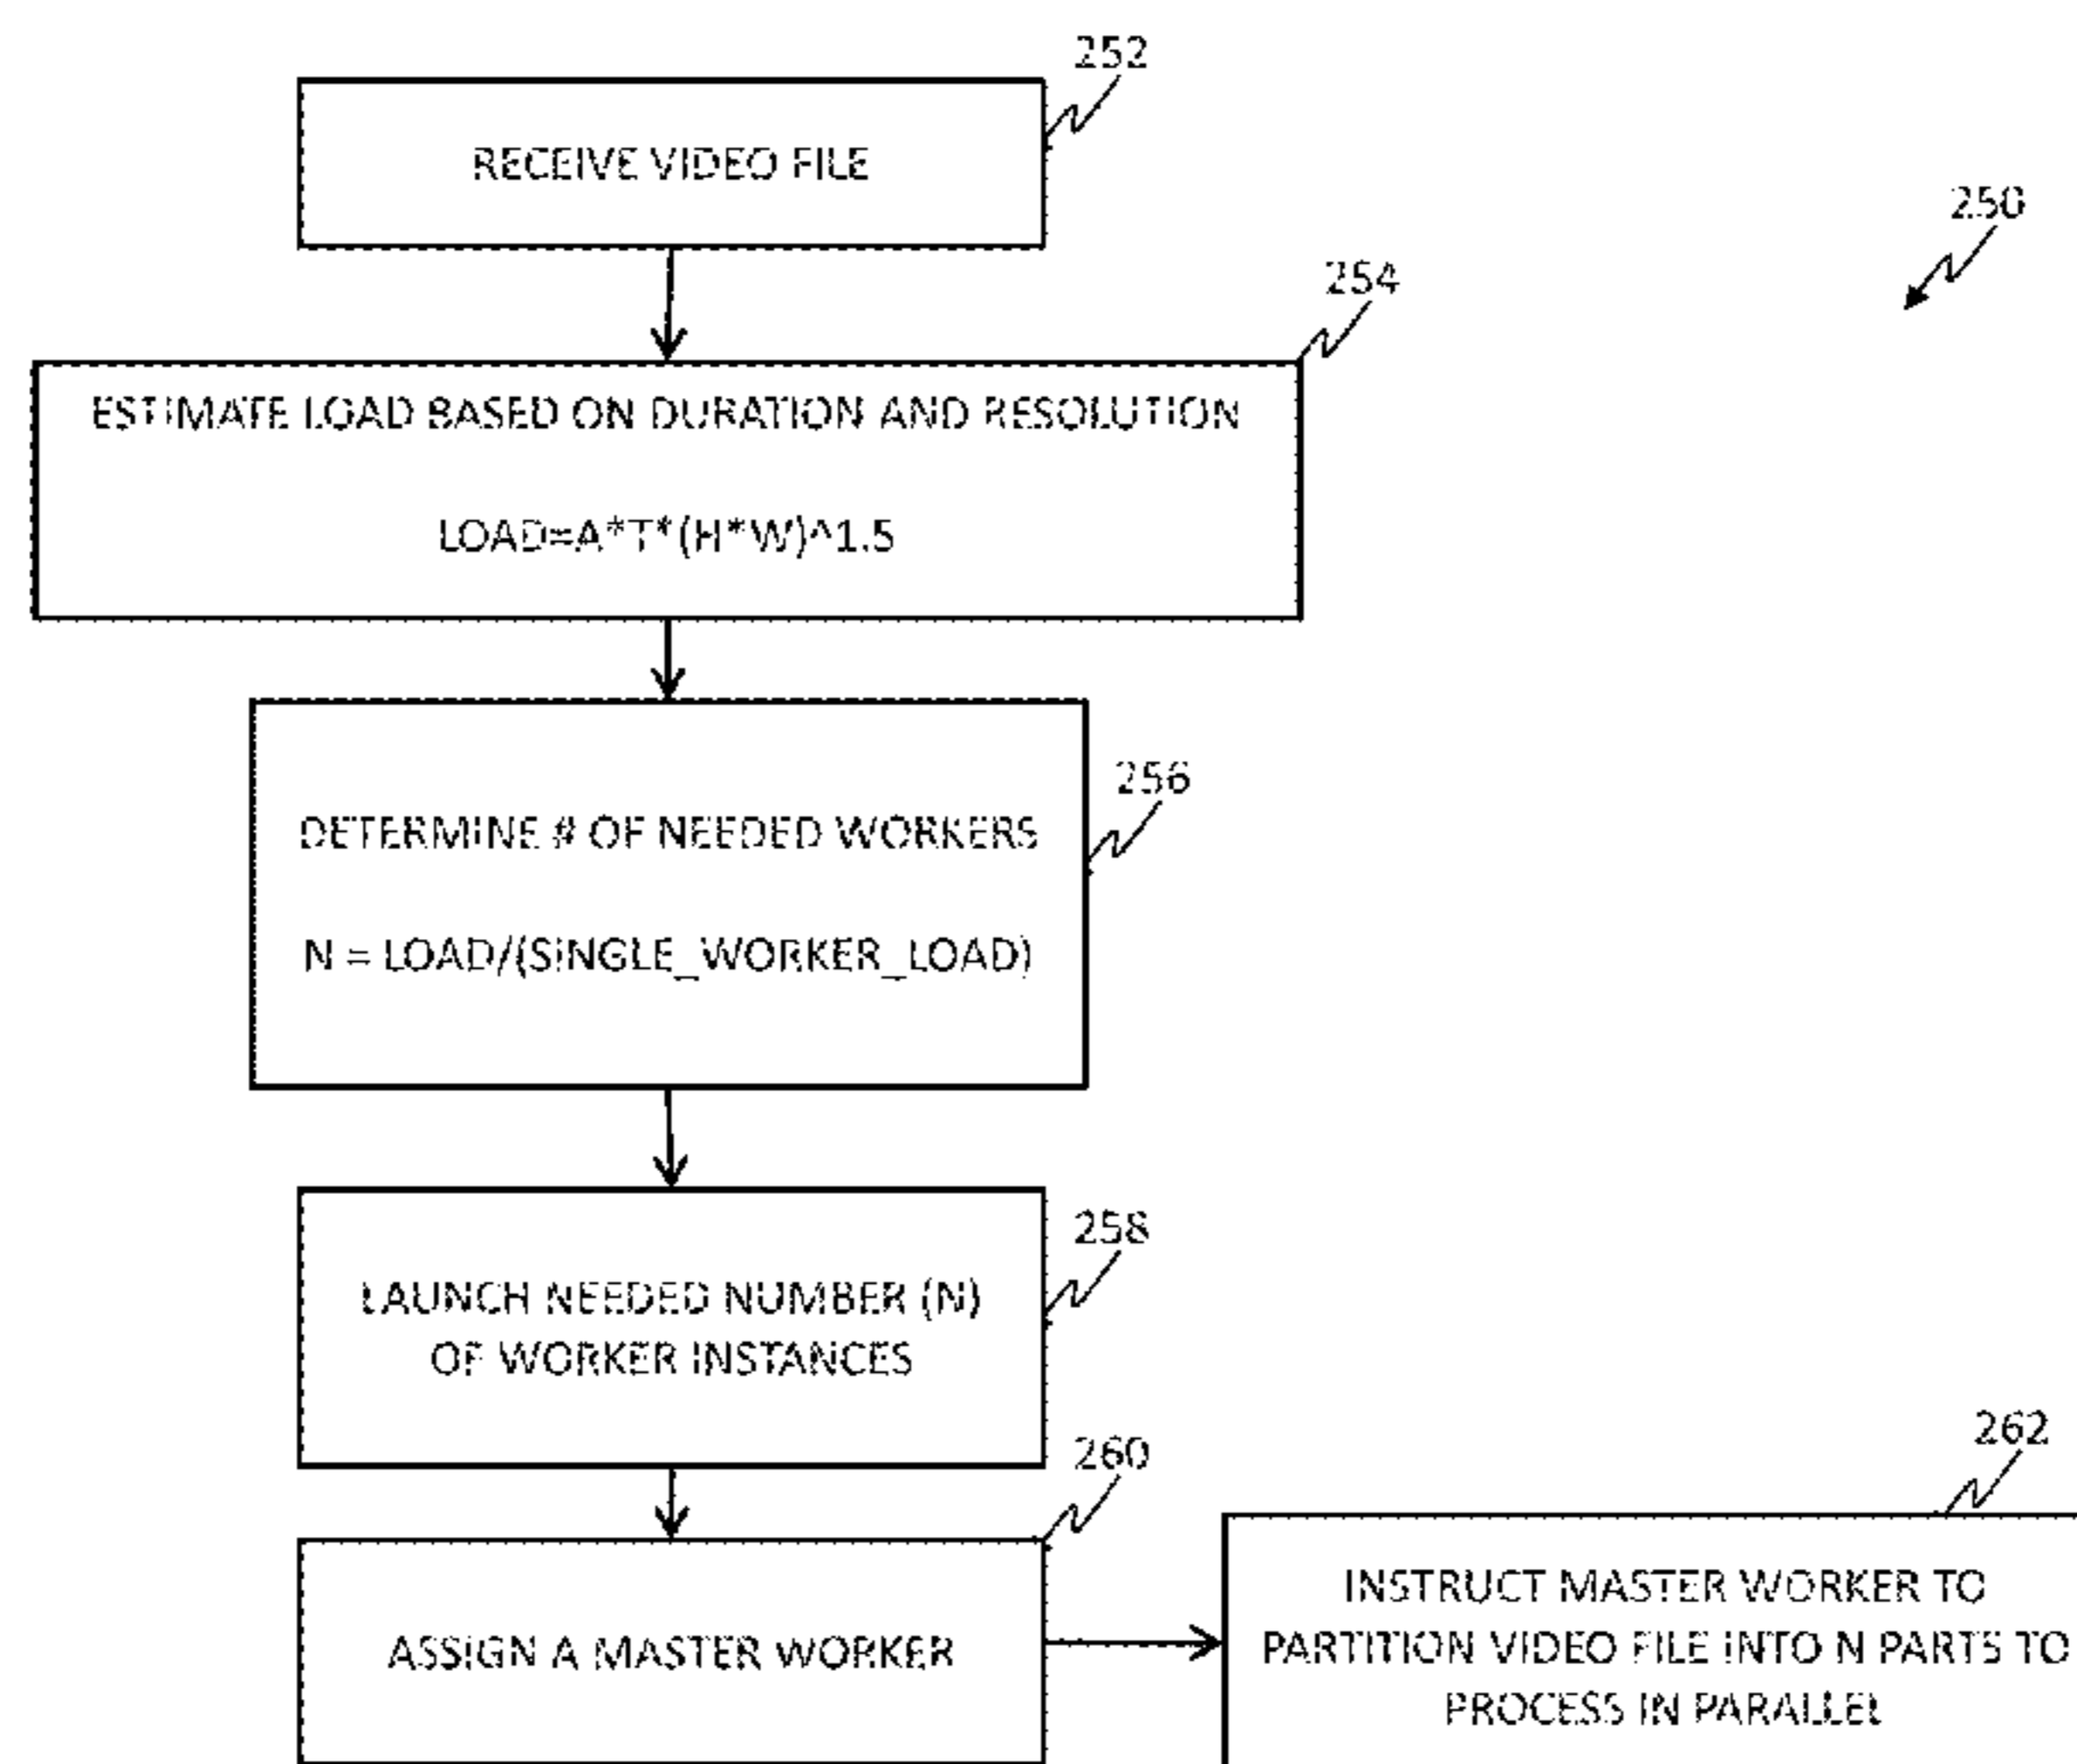 252
RECEIVE VIDEO FILE
250
254
ESTIMATE LOAD BASED ON DURATION AND RESOLUTION
LOAD=A*T*(H*W)^1.5
256
DETERMINE # OF NEEDED WORKERS
N = LOAD/(SINGLE_WORKER_LOAD)
258
LAUNCH NEEDED NUMBER (N)
OF WORKER INSTANCES
260
ASSIGN A MASTER WORKER
262
INSTRUCT MASTER WORKER TO
PARTITION VIDEO FILE INTO N PARTS TO
PROCESS IN PARALLEL